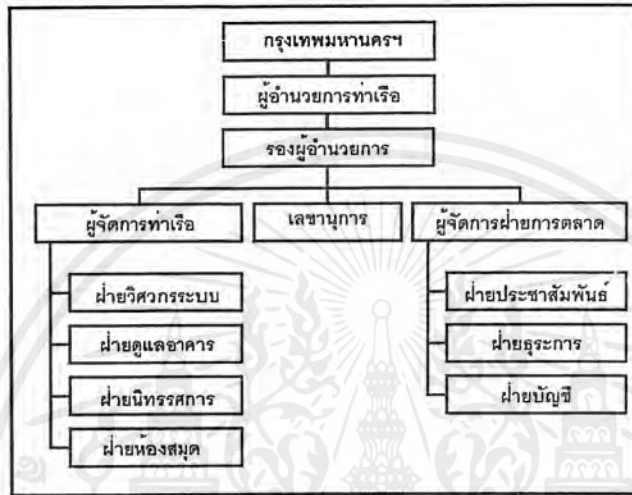 กรุงเทพมหานครฯ
ผู้อำนวยการท่าเรือ
รองผู้อำนวยการ
ผู้จัดการท่าเรือ
เลขานุการ
ผู้จัดการฝ่ายการตลาด
ฝ่ายวิศวกรระบบ
ฝ่ายดูแลอาคาร
ฝ่ายนิทรรศการ
ฝ่ายห้องสมุด
ฝ่ายประชาสัมพันธ์
ฝ่ายธุระการ
ฝ่ายบัญชี